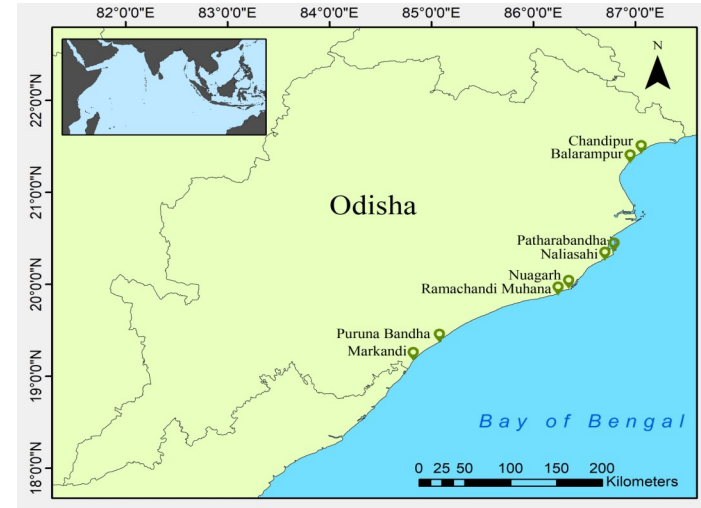 82°0'0"E 83°0'0"E 84°0'0"E 85°0'0"E 86°0'0"E 87°0'0"E
N
22°0'0"N
Chandipur
Balarampur
21°0'0"N
Odisha
Patharabandha
Naliasahi
20°0'0"N
Nuagarh
Ramachandi Muhana
Puruna Bandha
Markandi
19°0'0"N
Bay of Bengal
18°0'0"N
0 25 50 100 150 200
Kilometers